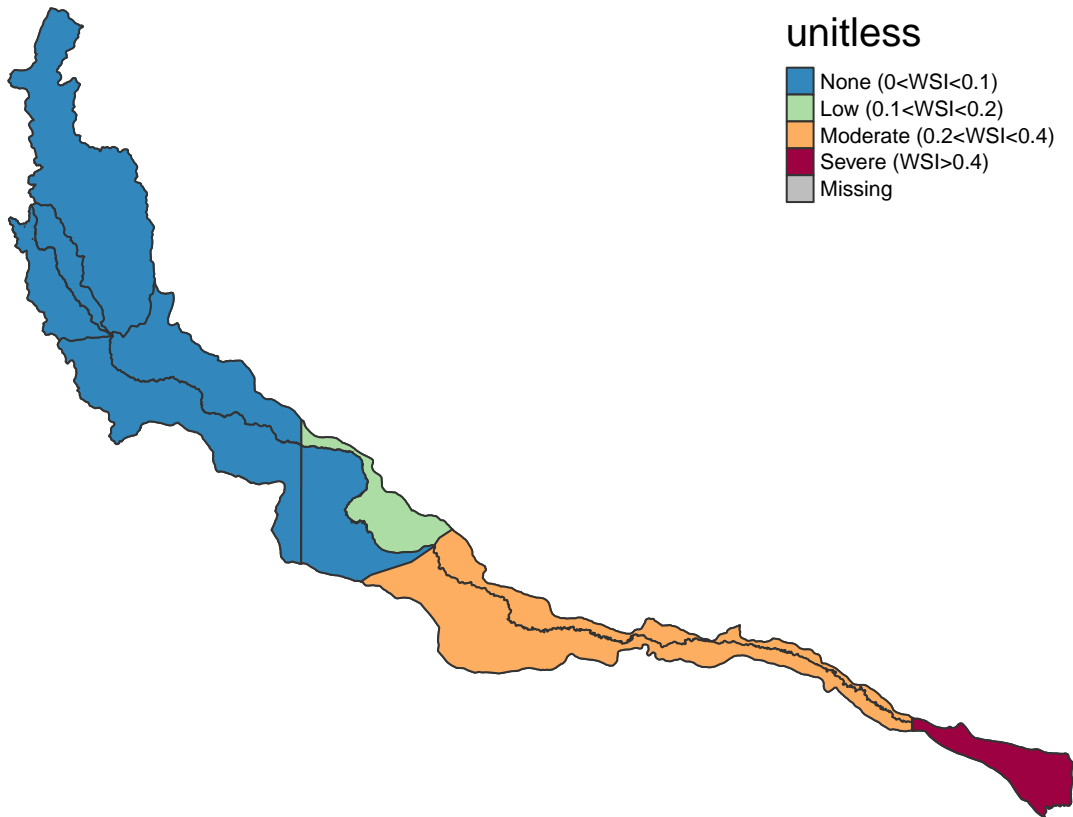 unitless
None (0<WSI<0.1)
Low (0.1<WSI<0.2)
Moderate (0.2<WSI<0.4)
Severe (WSI>0.4)
Missing